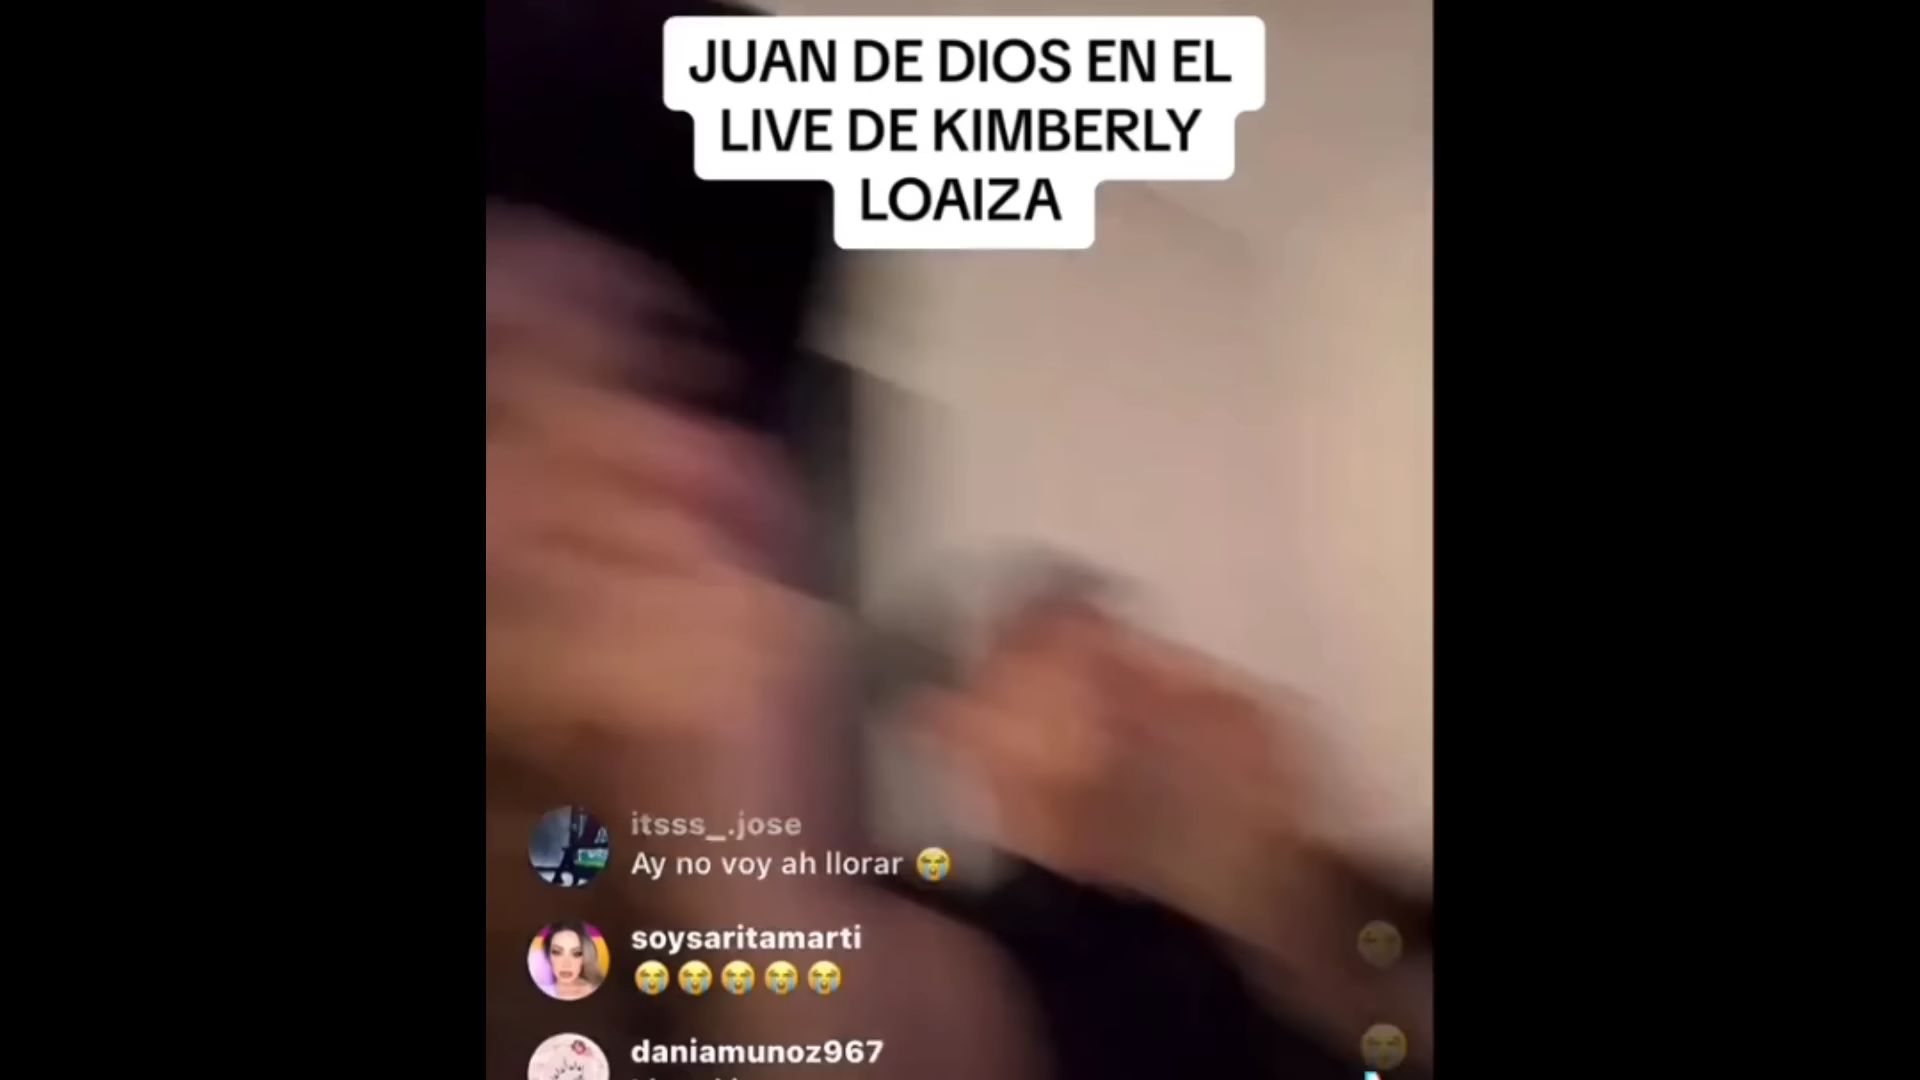 JUAN DE DIOS EN EL
LIVE DE KIMBERLY
LOAIZA
itsss_.jose
Ay no voy ah llorar 😭
soysaritamarti
😭😭😭😭😭
daniamunoz967